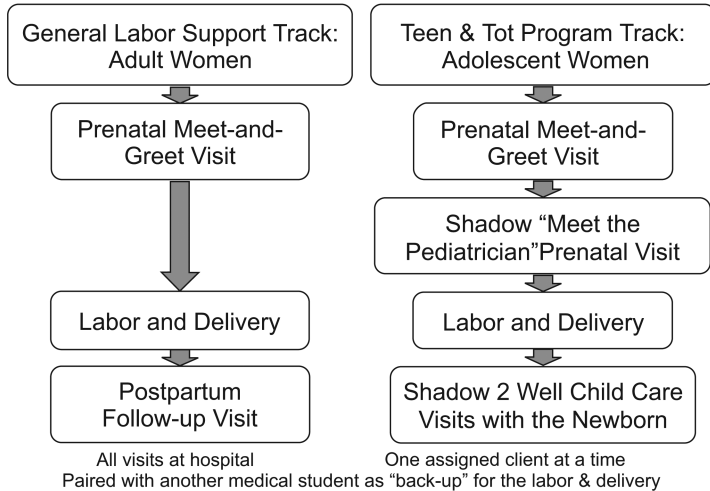 General Labor Support Track:
Adult Women
Prenatal Meet-and-
Greet Visit
Labor and Delivery
Postpartum
Follow-up Visit
Teen & Tot Program Track:
Adolescent Women
Prenatal Meet-and-
Greet Visit
Shadow “Meet the
Pediatrician”Prenatal Visit
Labor and Delivery
Shadow 2 Well Child Care
Visits with the Newborn
All visits at hospital
One assigned client at a time
Paired with another medical student as “back-up” for the labor & delivery